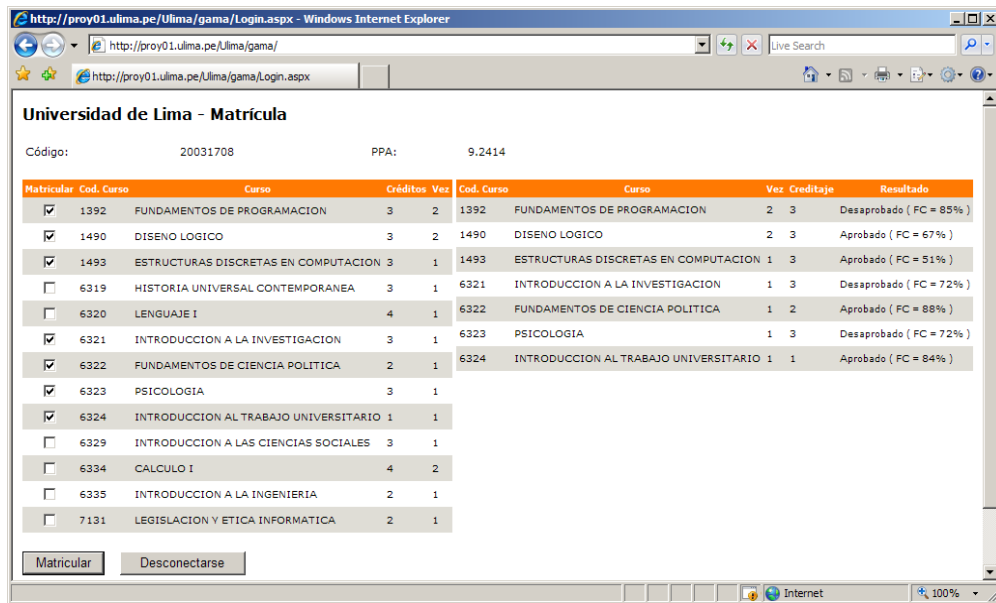 http://proy01.ulima.pe/Ulima/gama/Login.aspx - Windows Internet Explorer
http://proy01.ulima.pe/Ulima/gama/
Live Search
http://proy01.ulima.pe/Ulima/gama/Login.aspx
Universidad de Lima - Matrícula
Código: 20031708 PPA: 9.2414
Matricular Cod. Curso Curso Créditos Vez
1392 FUNDAMENTOS DE PROGRAMACION 3 2
1490 DISENO LOGICO 3 2
1493 ESTRUCTURAS DISCRETAS EN COMPUTACION 3 1
6319 HISTORIA UNIVERSAL CONTEMPORANEA 3 1
6320 LENGUAJE I 4 1
6321 INTRODUCCION A LA INVESTIGACION 3 1
6322 FUNDAMENTOS DE CIENCIA POLITICA 2 1
6323 PSICOLOGIA 3 1
6324 INTRODUCCION AL TRABAJO UNIVERSITARIO 1 1
6329 INTRODUCCION A LAS CIENCIAS SOCIALES 3 1
6334 CALCULO I 4 2
6335 INTRODUCCION A LA INGENIERIA 2 1
7131 LEGISLACION Y ETICA INFORMATICA 2 1
Cod. Curso Curso Vez Creditaje Resultado
1392 FUNDAMENTOS DE PROGRAMACION 2 3 Desaprobado ( FC = 85% )
1490 DISENO LOGICO 2 3 Aprobado ( FC = 67% )
1493 ESTRUCTURAS DISCRETAS EN COMPUTACION 1 3 Aprobado ( FC = 51% )
6321 INTRODUCCION A LA INVESTIGACION 1 3 Desaprobado ( FC = 72% )
6322 FUNDAMENTOS DE CIENCIA POLITICA 1 2 Aprobado ( FC = 88% )
6323 PSICOLOGIA 1 3 Desaprobado ( FC = 72% )
6324 INTRODUCCION AL TRABAJO UNIVERSITARIO 1 1 Aprobado ( FC = 84% )
Matricular Desconectarse
Internet 100%